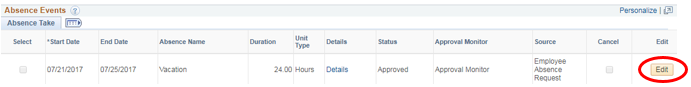 Absence Events
Personalize |
Absence Take
Select *Start Date End Date Absence Name Duration Unit Type Details Status Approval Monitor Source Cancel Edit
07/21/2017 07/25/2017 Vacation 24.00 Hours Details Approved Approval Monitor Employee Absence Request Edit